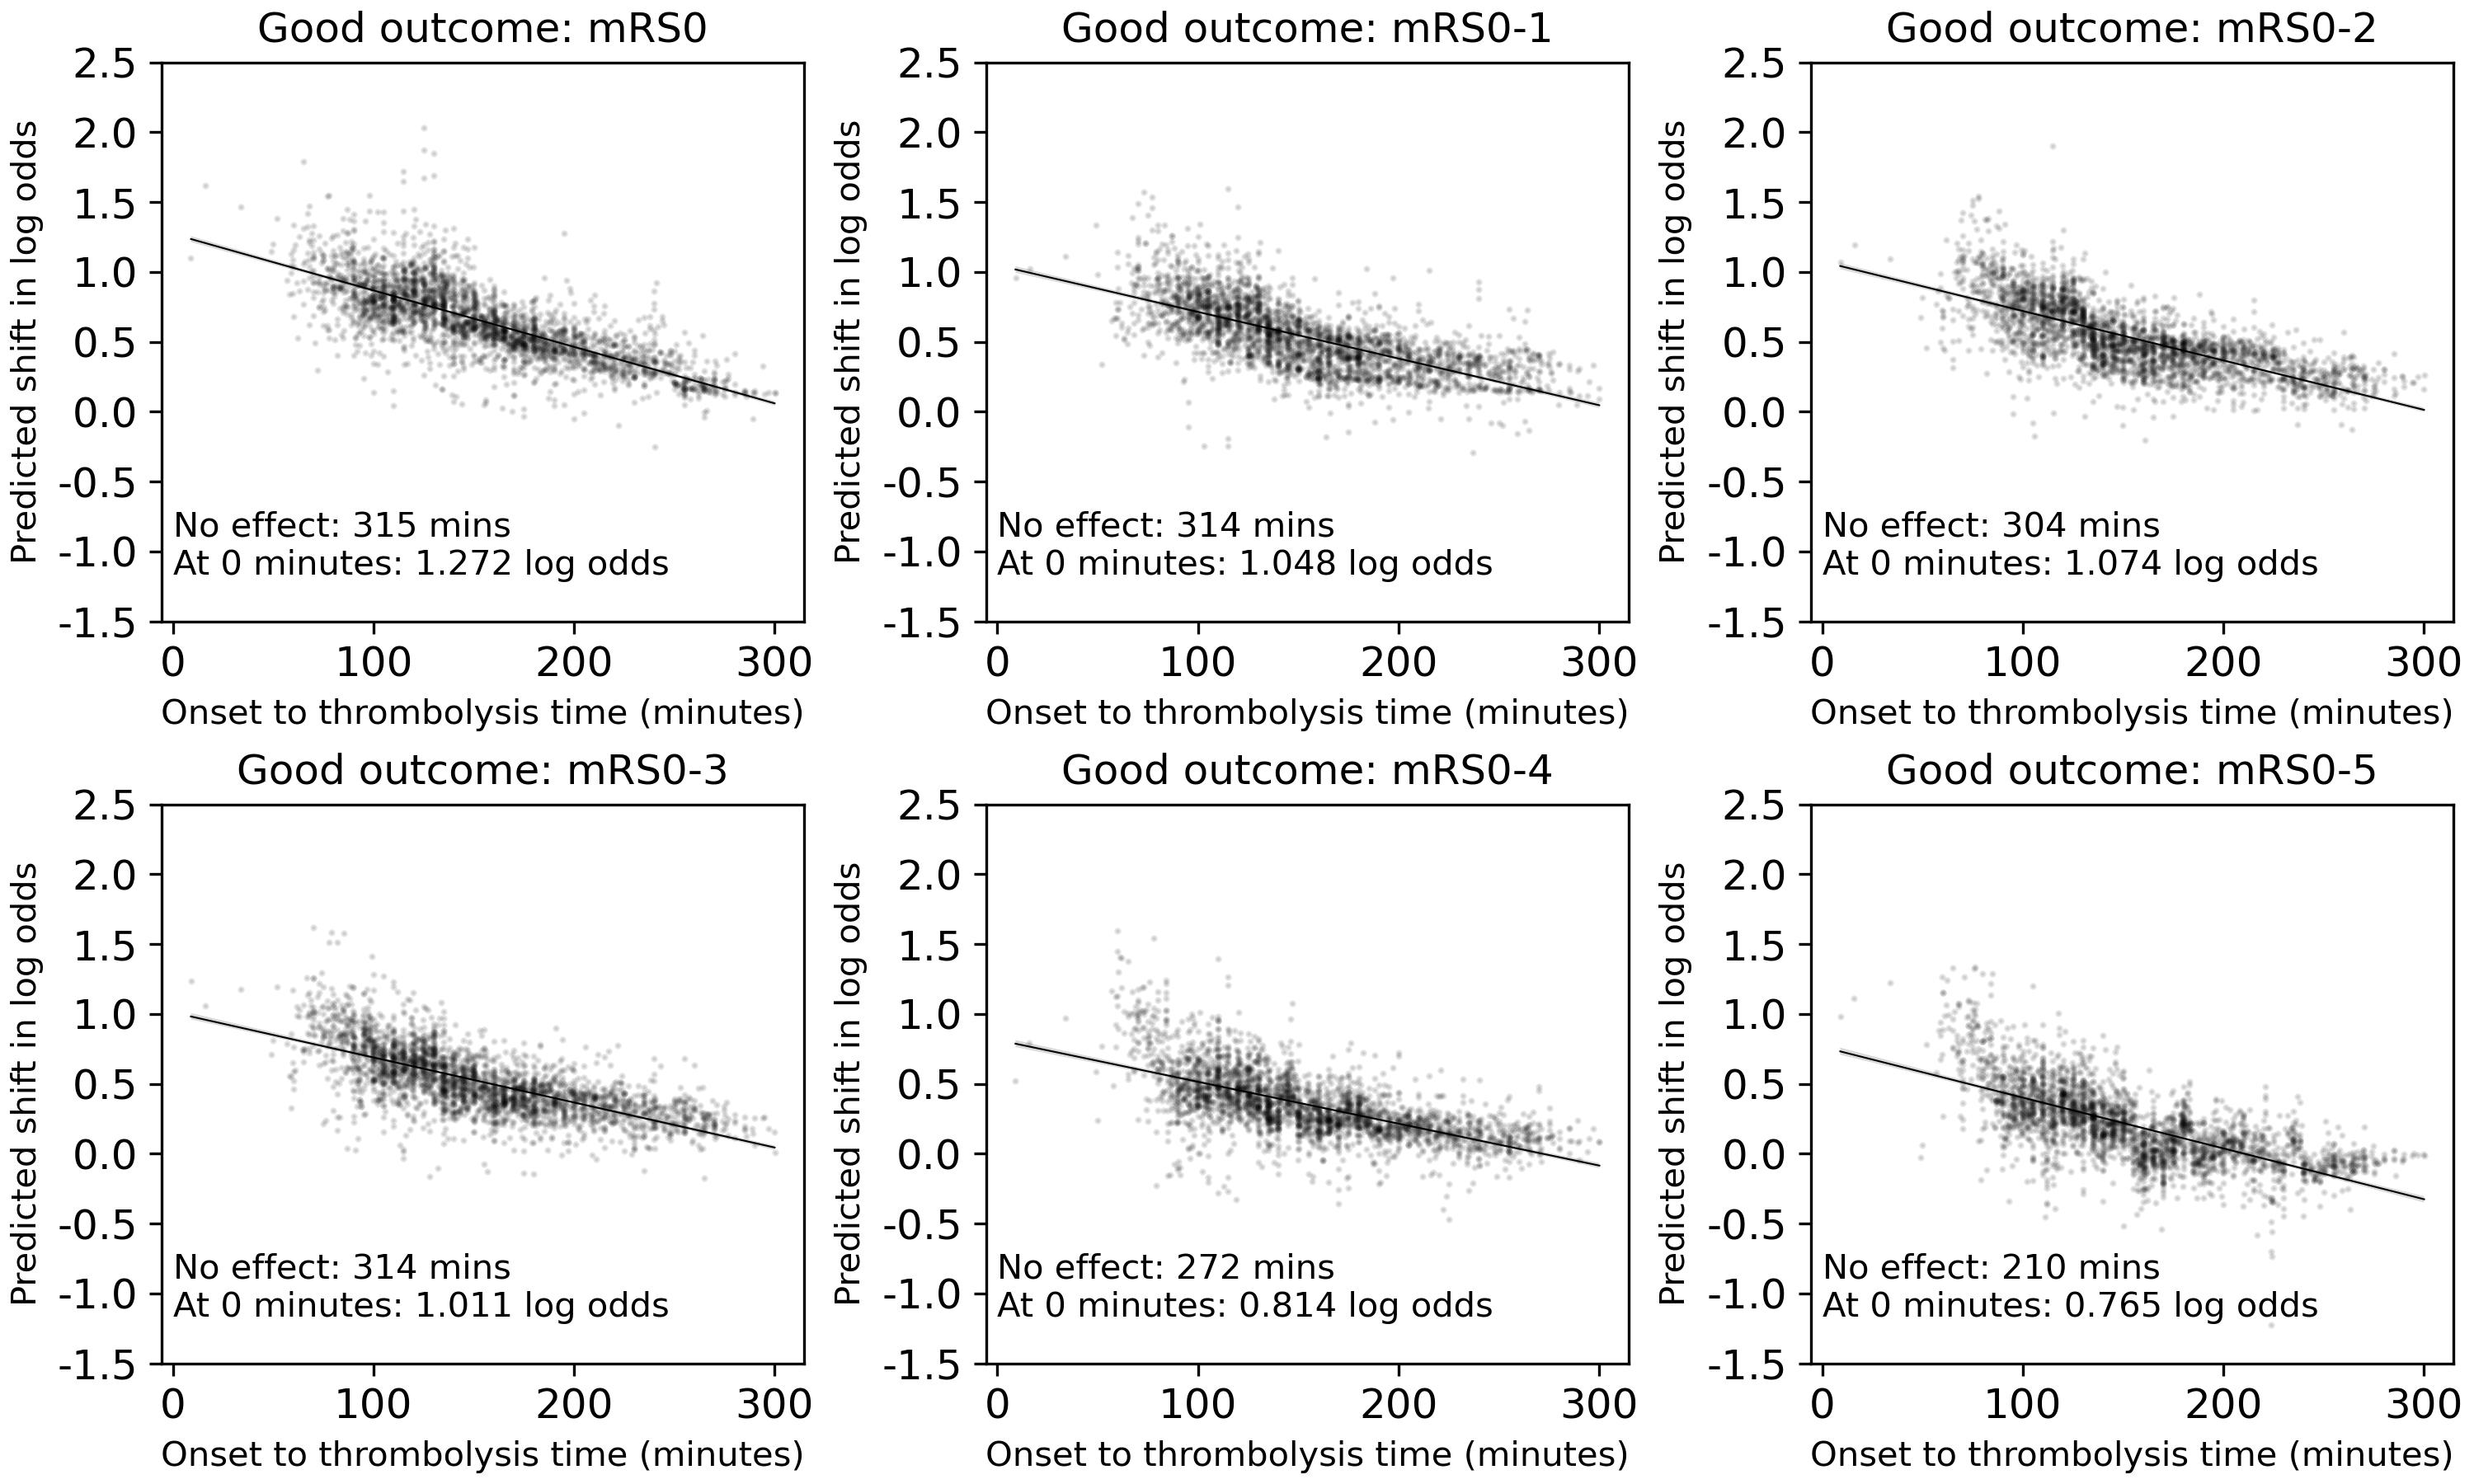 Good outcome: mRS0
2.5
2.0
1.5
1.0
0.5
0.0
-0.5
-1.0
-1.5
Predicted shift in log odds
No effect: 315 mins
At 0 minutes: 1.272 log odds
0 100 200 300
Onset to thrombolysis time (minutes)
Good outcome: mRS0-1
2.5
2.0
1.5
1.0
0.5
0.0
-0.5
-1.0
-1.5
Predicted shift in log odds
No effect: 314 mins
At 0 minutes: 1.048 log odds
0 100 200 300
Onset to thrombolysis time (minutes)
Good outcome: mRS0-2
2.5
2.0
1.5
1.0
0.5
0.0
-0.5
-1.0
-1.5
Predicted shift in log odds
No effect: 304 mins
At 0 minutes: 1.074 log odds
0 100 200 300
Onset to thrombolysis time (minutes)
Good outcome: mRS0-3
2.5
2.0
1.5
1.0
0.5
0.0
-0.5
-1.0
-1.5
Predicted shift in log odds
No effect: 314 mins
At 0 minutes: 1.011 log odds
0 100 200 300
Onset to thrombolysis time (minutes)
Good outcome: mRS0-4
2.5
2.0
1.5
1.0
0.5
0.0
-0.5
-1.0
-1.5
Predicted shift in log odds
No effect: 272 mins
At 0 minutes: 0.814 log odds
0 100 200 300
Onset to thrombolysis time (minutes)
Good outcome: mRS0-5
2.5
2.0
1.5
1.0
0.5
0.0
-0.5
-1.0
-1.5
Predicted shift in log odds
No effect: 210 mins
At 0 minutes: 0.765 log odds
0 100 200 300
Onset to thrombolysis time (minutes)